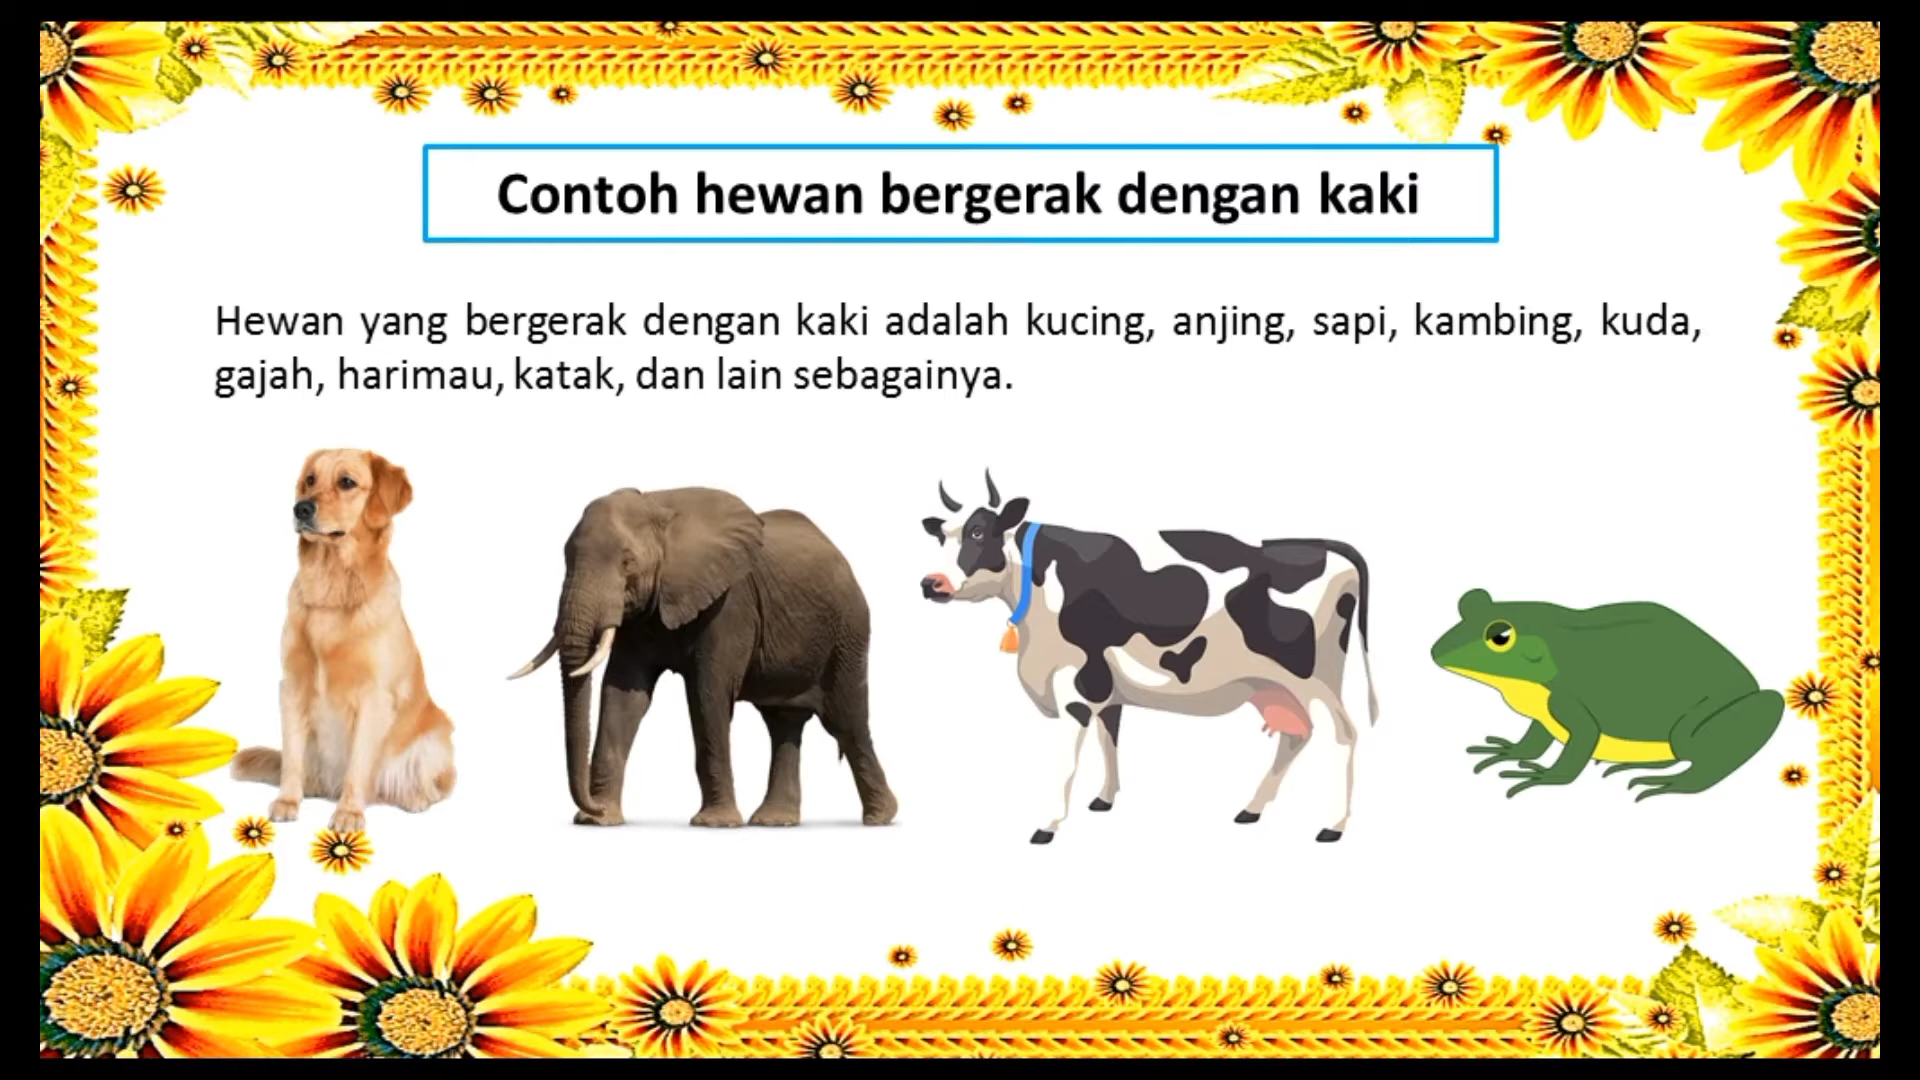 Contoh hewan bergerak dengan kaki
Hewan yang bergerak dengan kaki adalah kucing, anjing, sapi, kambing, kuda,
gajah, harimau, katak, dan lain sebagainya.